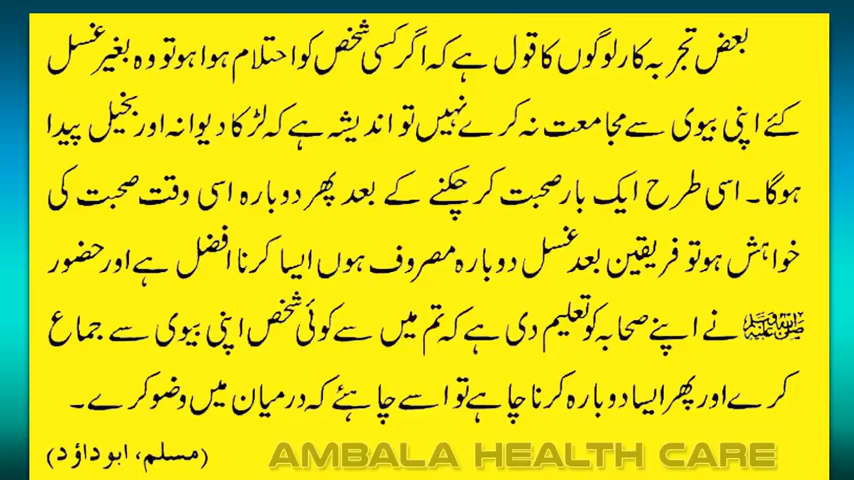 بعض تجربہ کار لوگوں کا قول ہے کہ اگر کسی شخص کو احتلام ہوا ہو تو وہ بغیر غسل
کئے اپنی بیوی سے مجامعت نہ کرے نہیں تو اندیشہ ہے کہ لڑکا دیوانہ اور بخیل پیدا
ہوگا۔ اسی طرح ایک بار صحبت کر چکنے کے بعد پھر دوبارہ اسی وقت صحبت کی
خواہش ہو تو فریقین بعد غسل دوبارہ مصروف ہوں ایسا کرنا افضل ہے اور حضور
ﷺ نے اپنے صحابہ کو تعلیم دی ہے کہ تم میں سے کوئی شخص اپنی بیوی سے جماع
کرے اور پھر ایسا دوبارہ کرنا چاہے تو اسے چاہئے کہ درمیان میں وضو کرے۔
(مسلم، ابوداؤد)
AMBALA HEALTH CARE